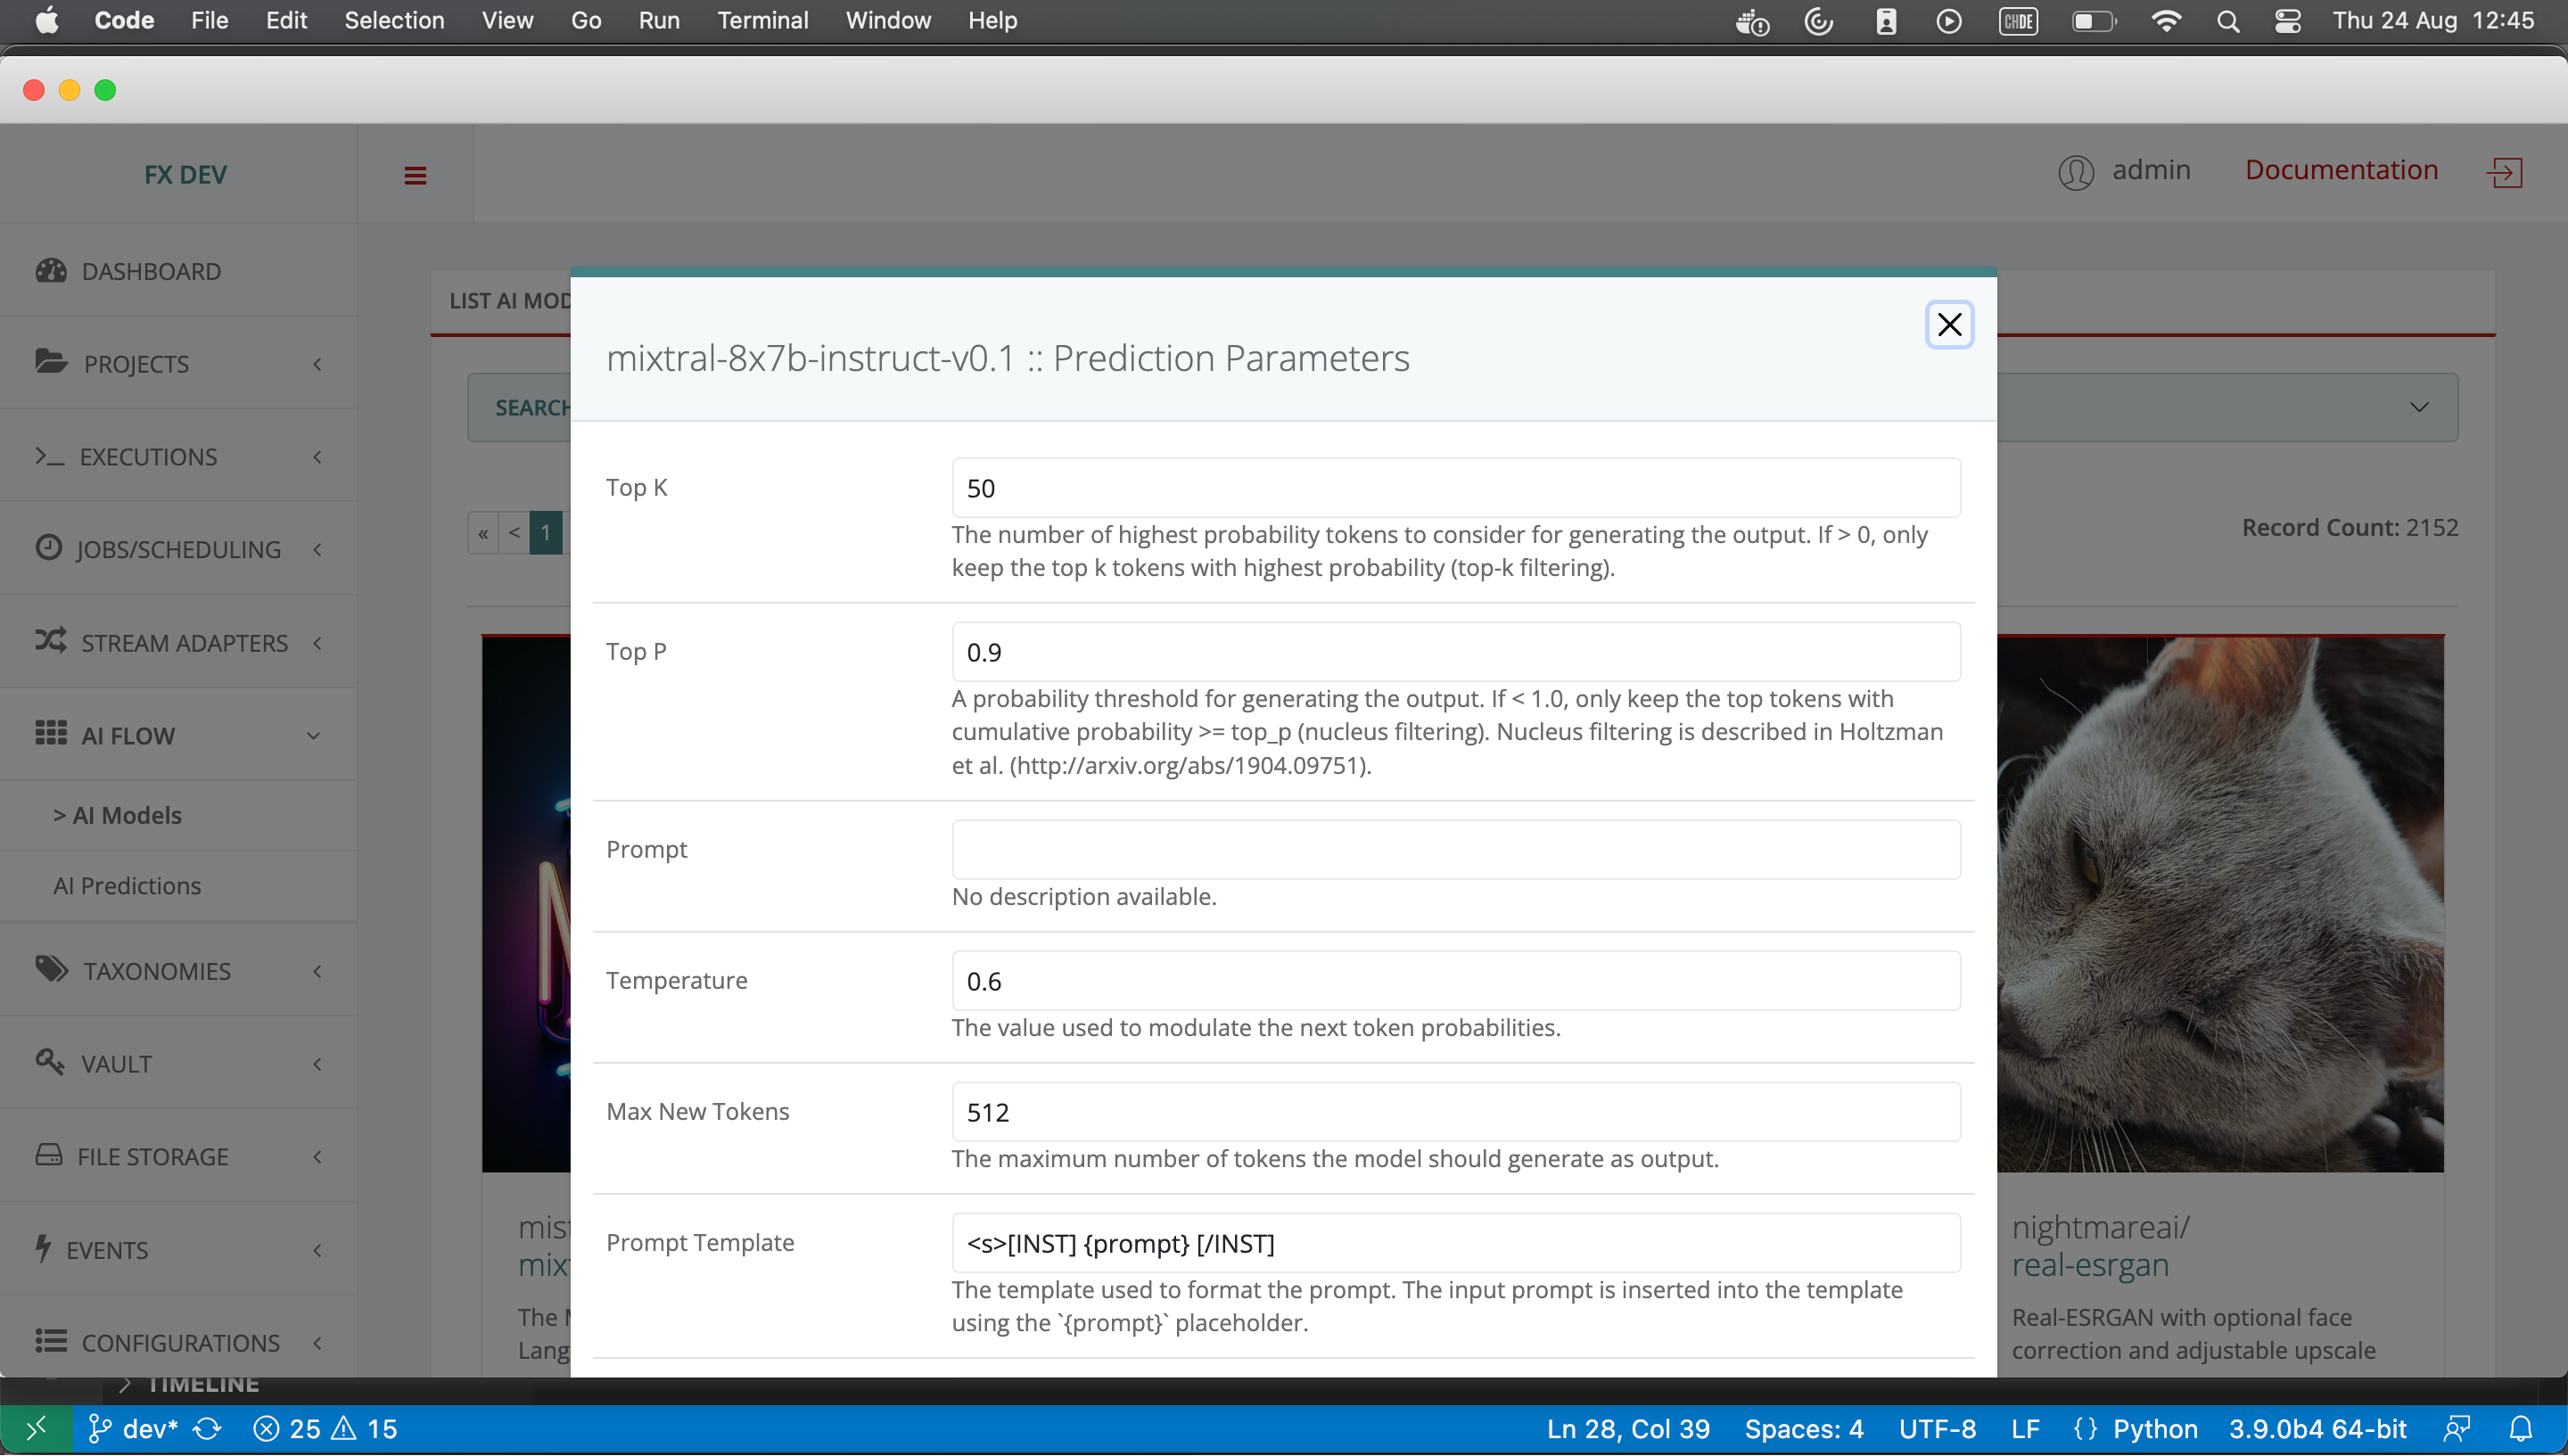 Code File Edit Selection View Go Run Terminal Window Help CHDE Thu 24 Aug 12:45
FX DEV
admin Documentation
DASHBOARD
PROJECTS
EXECUTIONS
JOBS/SCHEDULING
STREAM ADAPTERS
AI FLOW
> AI Models
AI Predictions
TAXONOMIES
VAULT
FILE STORAGE
EVENTS
CONFIGURATIONS
LIST AI MOD
SEARCH
« < 1
Record Count: 2152
mixtral-8x7b-instruct-v0.1 :: Prediction Parameters
Top K
50
The number of highest probability tokens to consider for generating the output. If > 0, only
keep the top k tokens with highest probability (top-k filtering).
Top P
0.9
A probability threshold for generating the output. If < 1.0, only keep the top tokens with
cumulative probability >= top_p (nucleus filtering). Nucleus filtering is described in Holtzman
et al. (http://arxiv.org/abs/1904.09751).
Prompt
No description available.
Temperature
0.6
The value used to modulate the next token probabilities.
Max New Tokens
512
The maximum number of tokens the model should generate as output.
Prompt Template
<s>[INST] {prompt} [/INST]
The template used to format the prompt. The input prompt is inserted into the template
using the `{prompt}` placeholder.
mist
mixt
The M
Lang
nightmareai/
real-esrgan
Real-ESRGAN with optional face
correction and adjustable upscale
TIMELINE
dev* 25 15 Ln 28, Col 39 Spaces: 4 UTF-8 LF {} Python 3.9.0b4 64-bit